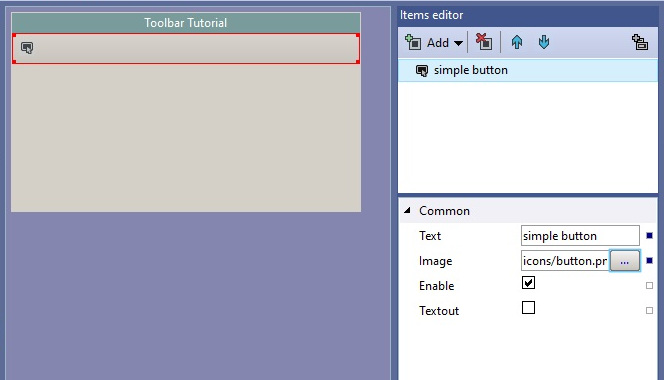 Toolbar Tutorial
Items editor
Add
simple button
Common
Text simple button
Image icons/button.pr ...
Enable
Textout